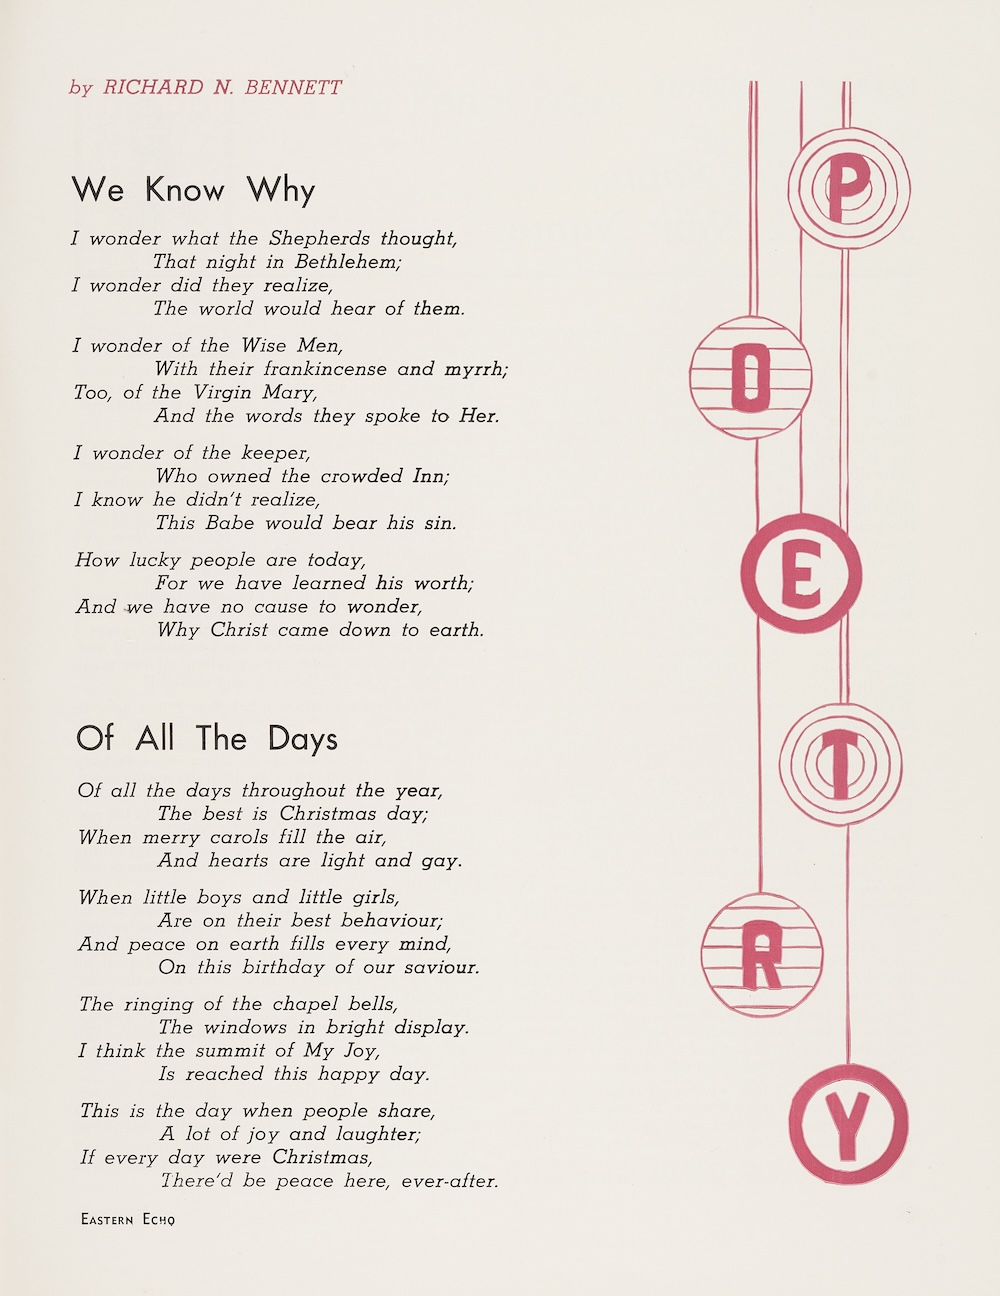 by RICHARD N. BENNETT
We Know Why
I wonder what the Shepherds thought,
That night in Bethlehem;
I wonder did they realize,
The world would hear of them.
I wonder of the Wise Men,
With their frankincense and myrrh;
Too, of the Virgin Mary,
And the words they spoke to Her.
I wonder of the keeper,
Who owned the crowded Inn;
I know he didn't realize,
This Babe would bear his sin.
How lucky people are today,
For we have learned his worth;
And we have no cause to wonder,
Why Christ came down to earth.
Of All The Days
Of all the days throughout the year,
The best is Christmas day;
When merry carols fill the air,
And hearts are light and gay.
When little boys and little girls,
Are on their best behaviour;
And peace on earth fills every mind,
On this birthday of our saviour.
The ringing of the chapel bells,
The windows in bright display.
I think the summit of My Joy,
Is reached this happy day.
This is the day when people share,
A lot of joy and laughter;
If every day were Christmas,
There'd be peace here, ever-after.
EASTERN ECHO
P
O
E
T
R
Y